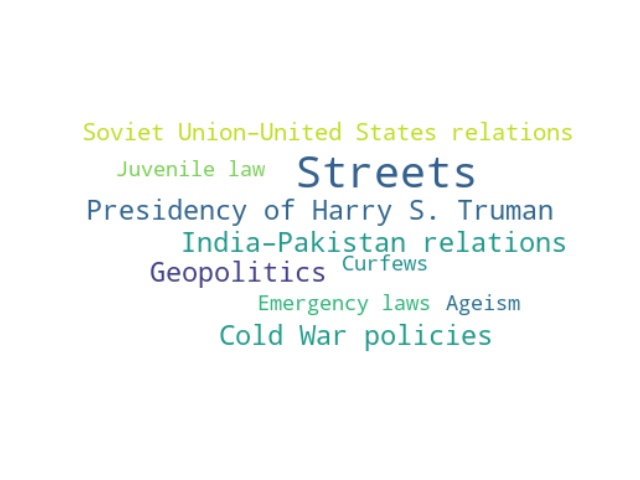 Soviet Union–United States relations
Juvenile law Streets
Presidency of Harry S. Truman
India–Pakistan relations
Geopolitics Curfews
Emergency laws Ageism
Cold War policies